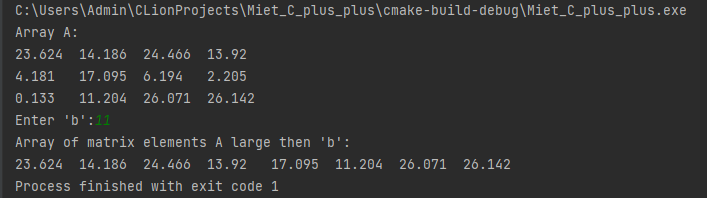 C:\Users\Admin\CLionProjects\Miet_C_plus_plus\cmake-build-debug\Miet_C_plus_plus.exe
Array A:
23.624  14.186  24.466  13.92
4.181   17.095  6.194   2.205
0.133   11.204  26.071  26.142
Enter 'b':11
Array of matrix elements A large then 'b':
23.624  14.186  24.466  13.92   17.095  11.204  26.071  26.142
Process finished with exit code 1